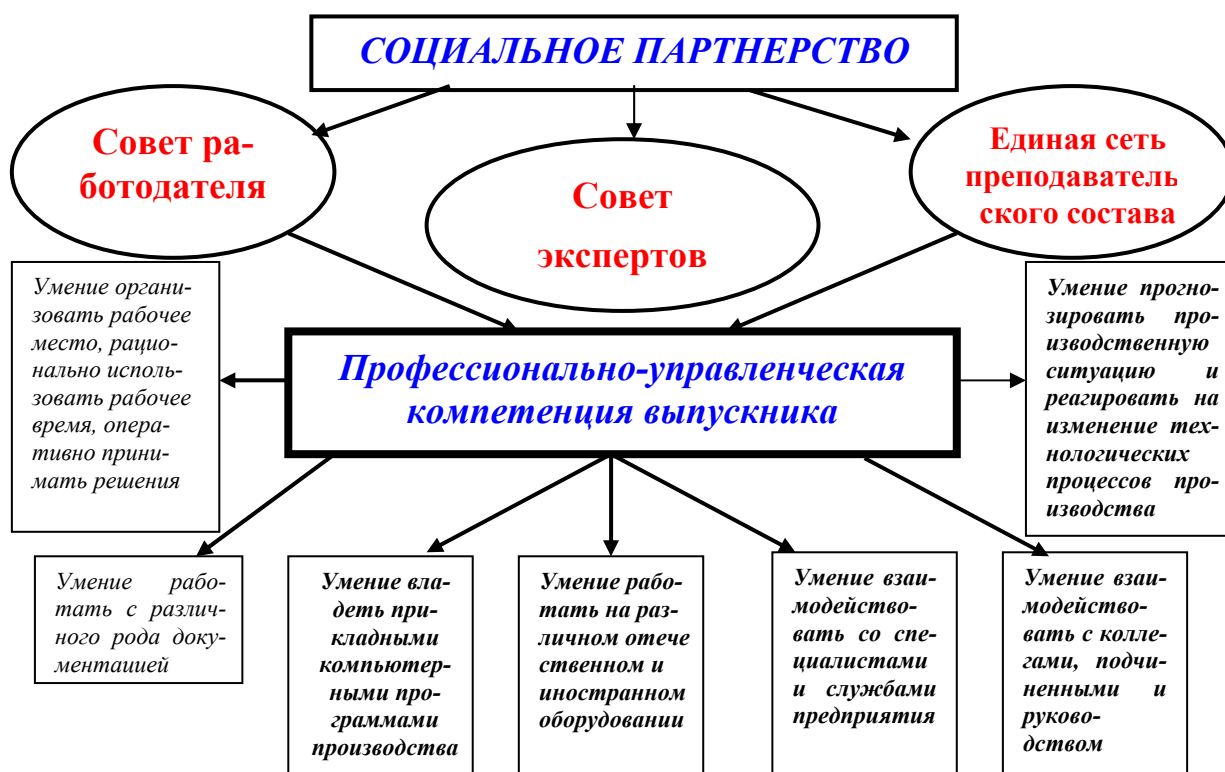 СОЦИАЛЬНОЕ ПАРТНЕРСТВО
Совет ра-
ботодателя
Совет
экспертов
Единая сеть
преподаватель
ского состава
Умение органи-
зовать рабочее
место, рацио-
нально исполь-
зовать рабочее
время, опера-
тивно прини-
мать решения
Профессионально-управленческая
компетенция выпускника
Умение прогно-
зировать про-
изводственную
ситуацию и
реагировать на
изменение тех-
нологических
процессов про-
изводства
Умение рабо-
тать с различ-
ного рода доку-
ментацией
Умение вла-
деть при-
кладными
компьютер-
ными про-
граммами
производства
Умение рабо-
тать на раз-
личном отече
ственном и
иностранном
оборудовании
Умение взаи-
модейство-
вать со спе-
циалистами
и службами
предприятия
Умение взаи-
модейство-
вать с колле-
гами, подчи-
ненными и
руково-
дством